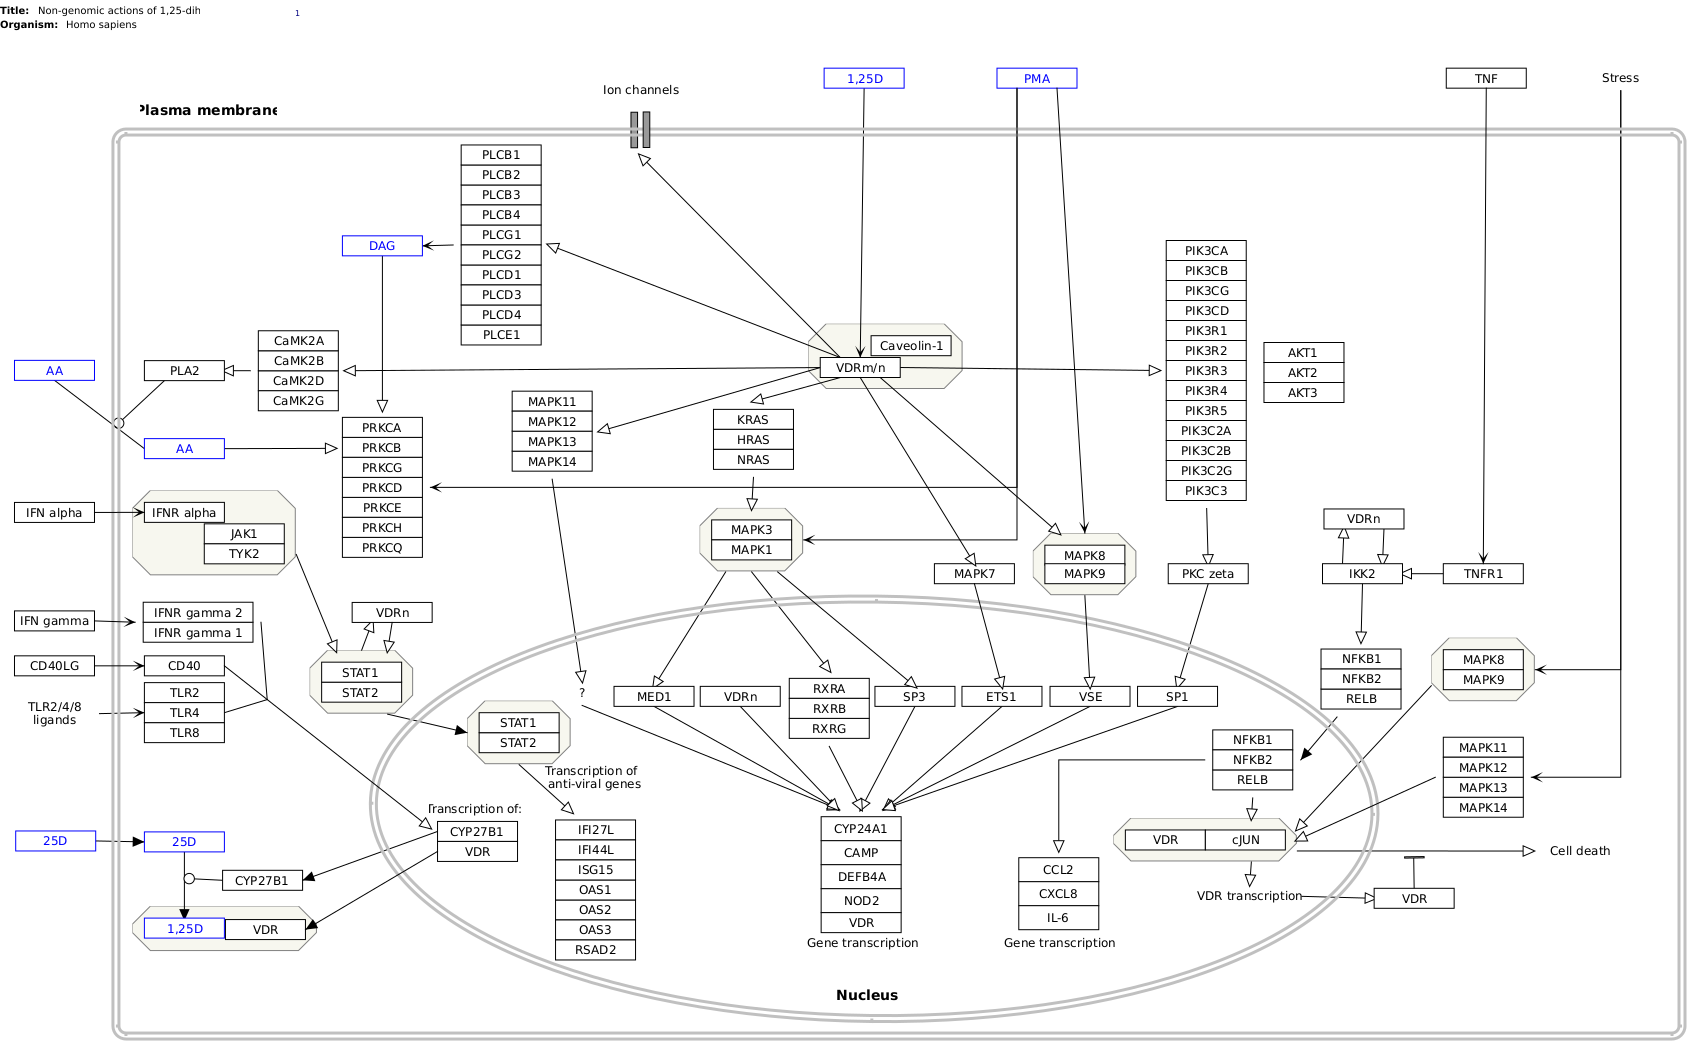 Title: Non-genomic actions of 1,25-dih
1
Organism: Homo sapiens
1,25D
PMA
TNF
Stress
Ion channels
Plasma membrane
PLCB1
PLCB2
PLCB3
PLCB4
PLCG1
PLCG2
PLCD1
PLCD3
PLCD4
PLCE1
DAG
PIK3CA
PIK3CB
PIK3CG
PIK3CD
PIK3R1
PIK3R2
PIK3R3
PIK3R4
PIK3R5
PIK3C2A
PIK3C2B
PIK3C2G
PIK3C3
AKT1
AKT2
AKT3
Caveolin-1
VDRm/n
CaMK2A
CaMK2B
CaMK2D
CaMK2G
AA
PLA2
AA
PRKCA
PRKCB
PRKCG
PRKCD
PRKCE
PRKCH
PRKCQ
MAPK11
MAPK12
MAPK13
MAPK14
KRAS
HRAS
NRAS
IFN alpha
IFNR alpha
JAK1
TYK2
MAPK3
MAPK1
MAPK7
MAPK8
MAPK9
PKC zeta
VDRn
IKK2
TNFR1
IFN gamma
IFNR gamma 2
IFNR gamma 1
VDRn
CD40LG
CD40
TLR2/4/8
ligands
TLR2
TLR4
TLR8
STAT1
STAT2
STAT1
STAT2
?
MED1
VDRn
RXRA
RXRB
RXRG
SP3
ETS1
VSE
SP1
NFKB1
NFKB2
RELB
MAPK8
MAPK9
NFKB1
NFKB2
RELB
MAPK11
MAPK12
MAPK13
MAPK14
Transcription of
anti-viral genes
Transcription of:
CYP27B1
VDR
25D
25D
CYP27B1
1,25D
VDR
IFI27L
IFI44L
ISG15
OAS1
OAS2
OAS3
RSAD2
CYP24A1
CAMP
DEFB4A
NOD2
VDR
Gene transcription
CCL2
CXCL8
IL-6
Gene transcription
VDR
cJUN
Cell death
VDR transcription
VDR
Nucleus